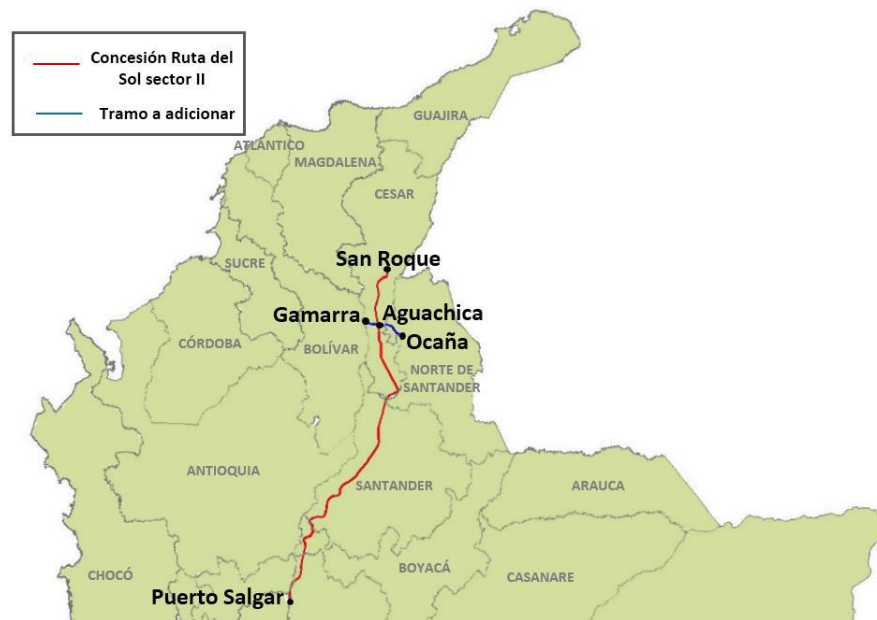 Concesión Ruta del
Sol sector II
Tramo a adicionar
GUAJIRA
ATLÁNTICO
MAGDALENA
CESAR
San Roque
SUCRE
Gamarra
Aguachica
Ocaña
CÓRDOBA
BOLÍVAR
NORTE DE
SANTANDER
ANTIOQUIA
SANTANDER
ARAUCA
CHOCÓ
BOYACÁ
CASANARE
Puerto Salgar